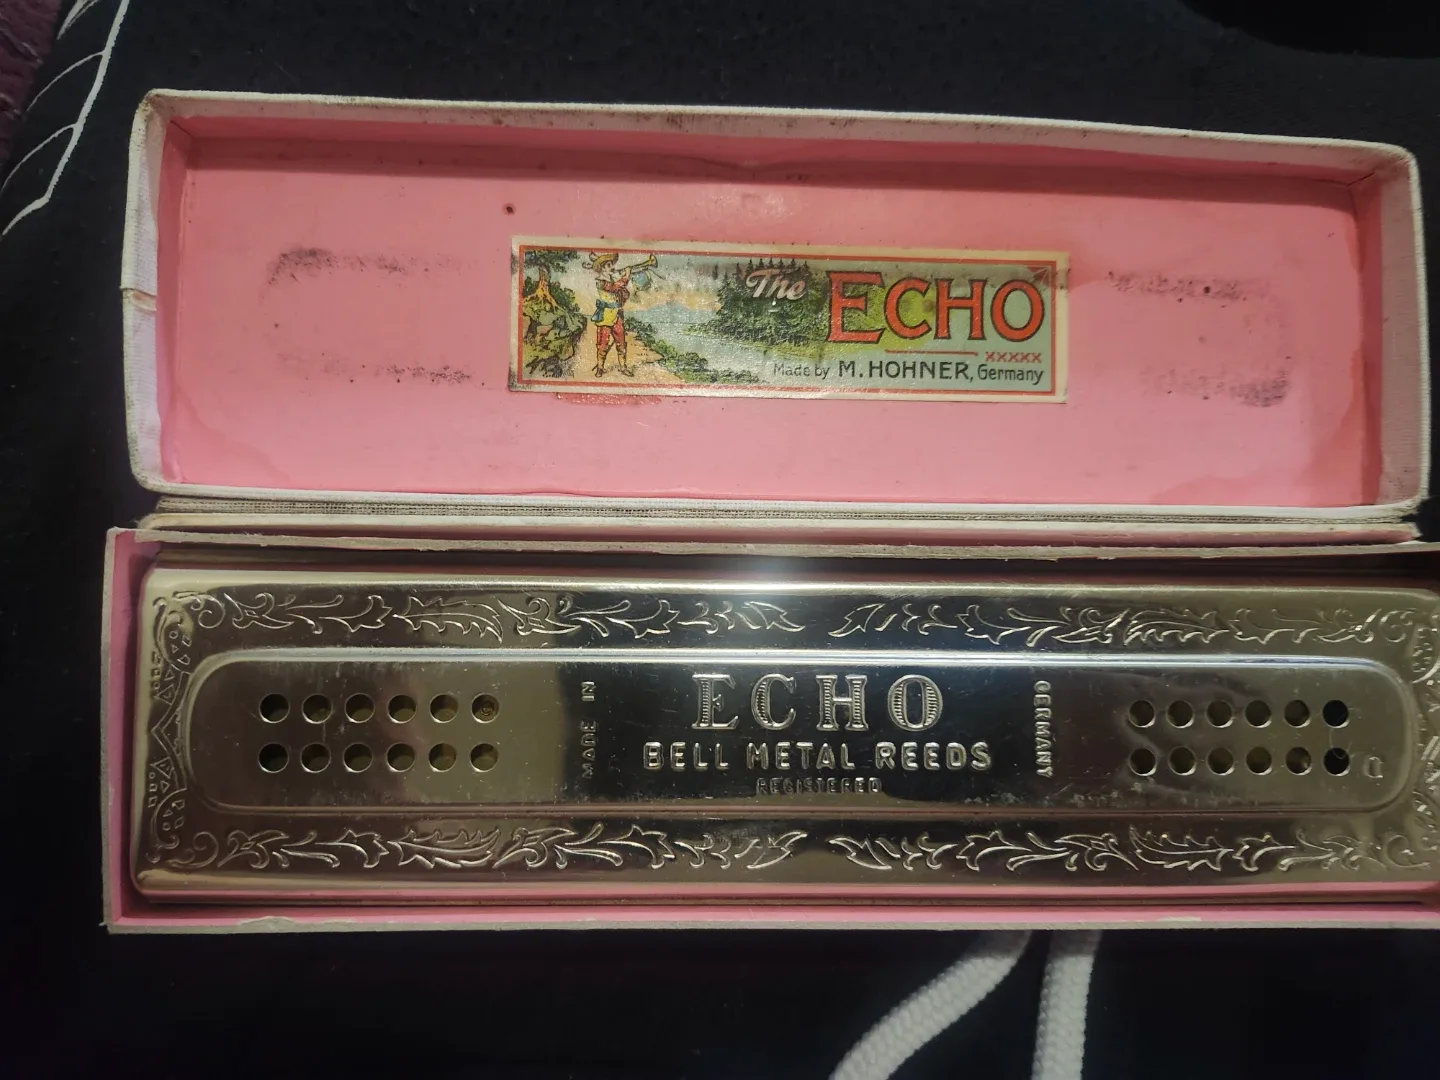 The ECHO
xxxxx
Made by M. HOHNER, Germany
ECHO
MADE IN
GERMANY
BELL METAL REEDS
REGISTERED
D